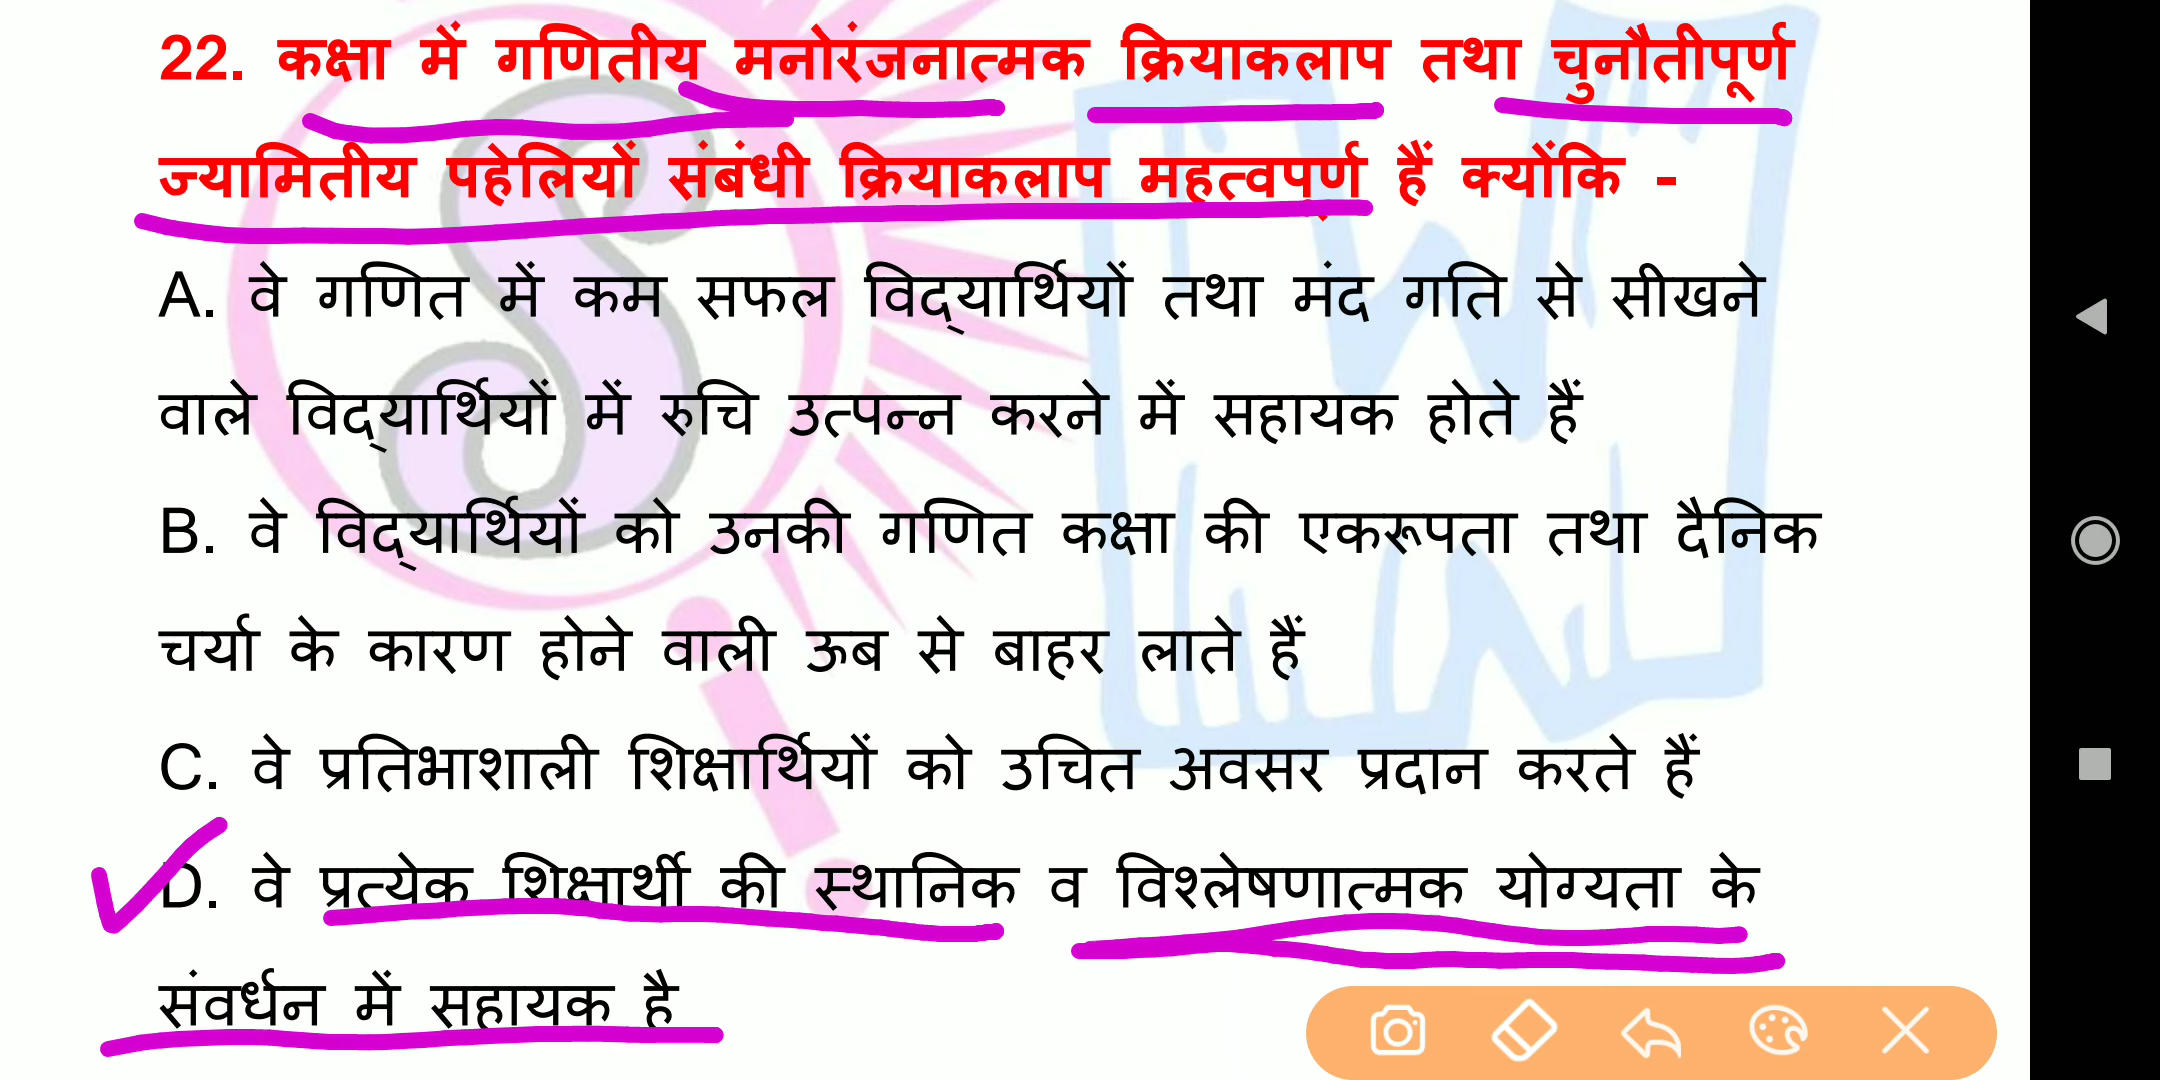 22. कक्षा में गणितीय मनोरंजनात्मक क्रियाकलाप तथा चुनौतीपूर्ण
ज्यामितीय पहेलियों संबंधी क्रियाकलाप महत्वपूर्ण हैं क्योंकि -
A. वे गणित में कम सफल विद्यार्थियों तथा मंद गति से सीखने
वाले विद्यार्थियों में रुचि उत्पन्न करने में सहायक होते हैं
B. वे विद्यार्थियों को उनकी गणित कक्षा की एकरूपता तथा दैनिक
चर्या के कारण होने वाली ऊब से बाहर लाते हैं
C. वे प्रतिभाशाली शिक्षार्थियों को उचित अवसर प्रदान करते हैं
D. वे प्रत्येक शिक्षार्थी की स्थानिक व विश्लेषणात्मक योग्यता के
संवर्धन में सहायक है